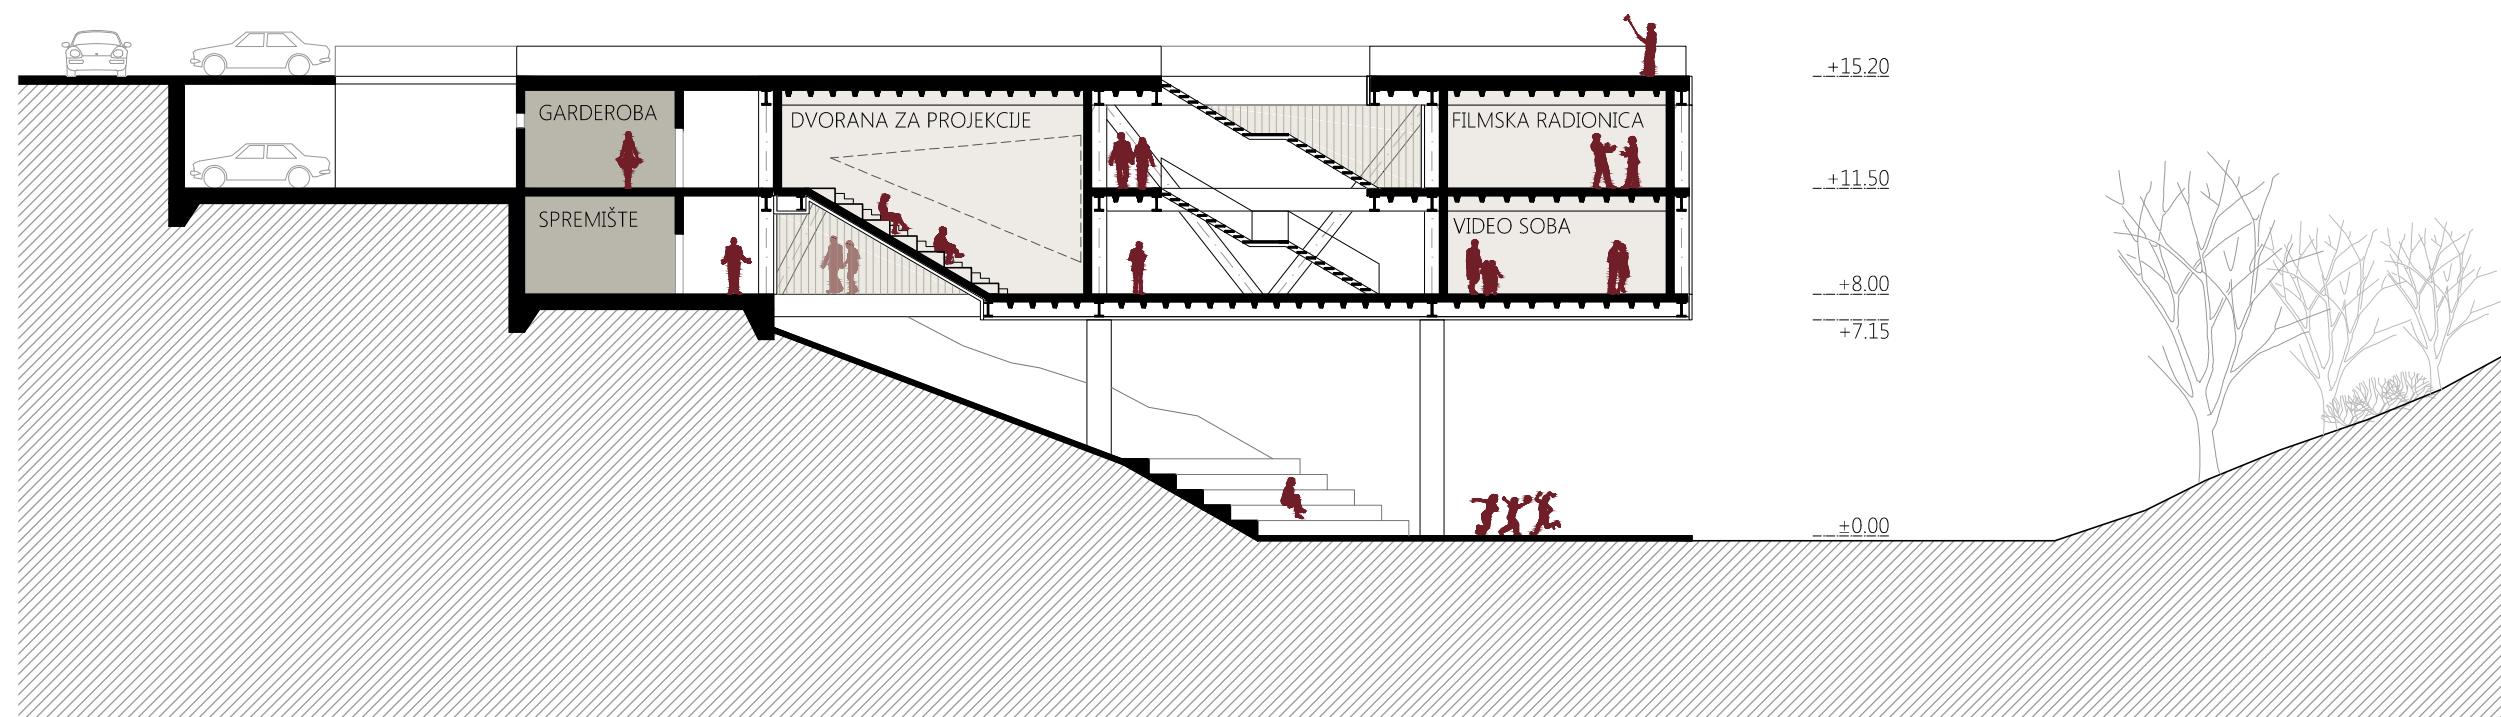 +15.20
GARDEROBA
DVORANA ZA PROJEKCIJE
FILMSKA RADIONICA
+11.50
SPREMIŠTE
VIDEO SOBA
+8.00
+7.15
±0.00